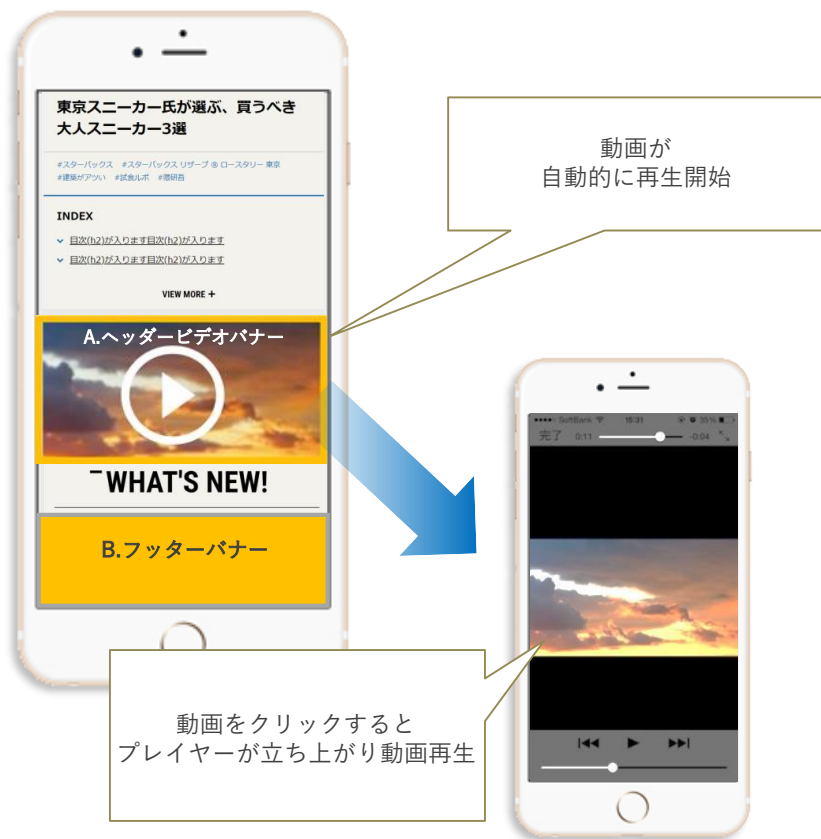 東京スニーカー氏が選ぶ、買うべき
大人スニーカー3選
#スターバックス #スターバックス リザーブ ® ロースタリー 東京
#建築がアツい #試食ルポ #隈研吾
INDEX
目次(h2)が入ります目次(h2)が入ります
目次(h2)が入ります目次(h2)が入ります
VIEW MORE +
A.ヘッダービデオバナー
WHAT'S NEW!
B.フッターバナー
動画が
自動的に再生開始
SoftBank 15:31 35%
完了 0:11 -0:04
動画をクリックすると
プレイヤーが立ち上がり動画再生